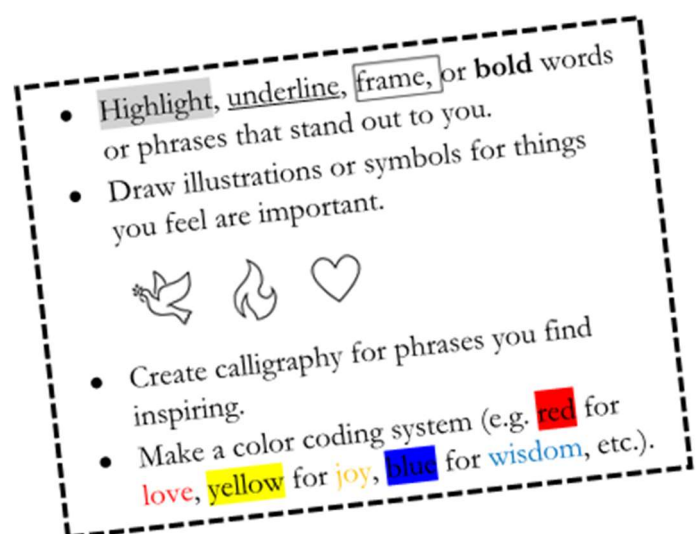 Highlight, underline, frame, or bold words
or phrases that stand out to you.
Draw illustrations or symbols for things
you feel are important.
Create calligraphy for phrases you find
inspiring.
Make a color coding system (e.g. red for
love, yellow for joy, blue for wisdom, etc.).